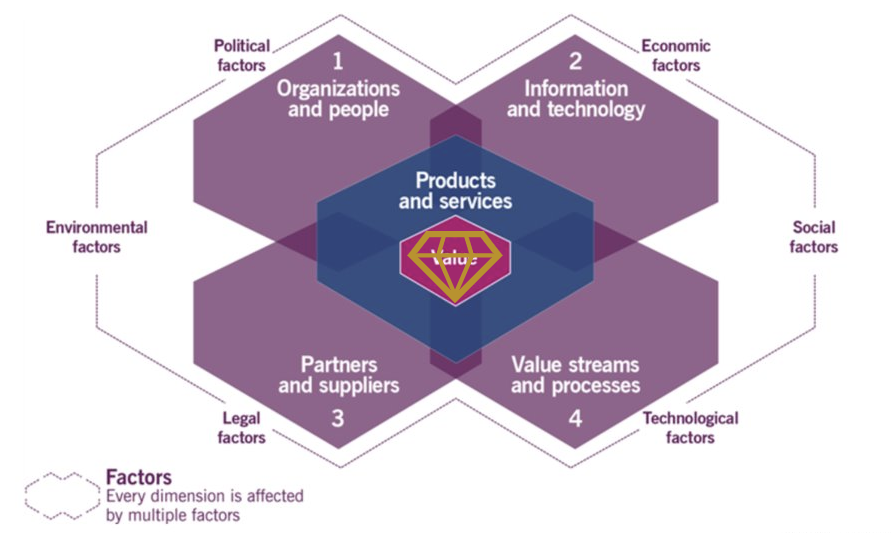 Political
factors
1
Organizations
and people
2
Information
and technology
Economic
factors
Products
and services
Environmental
factors
Value
Social
factors
Partners
and suppliers
3
Value streams
and processes
4
Legal
factors
Technological
factors
Factors
Every dimension is affected
by multiple factors